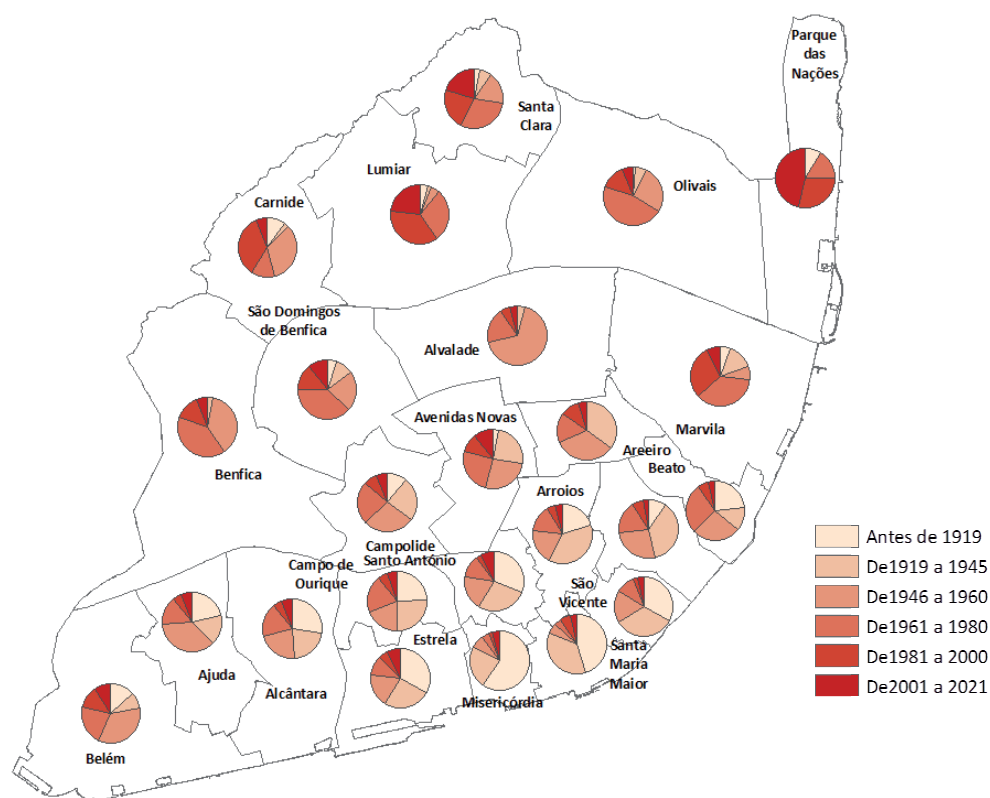 Parque
das
Nações
Santa
Clara
Lumiar
Olivais
Carnide
São Domingos
de Benfica
Alvalade
Avenidas Novas
Marvila
Areeiro
Beato
Benfica
Arroios
Campolide
Santo António
Campo de
Ourique
São
Vicente
Estrela
Santa
Maria
Maior
Ajuda
Alcântara
Misericórdia
Belém
Antes de 1919
De1919 a 1945
De1946 a 1960
De1961 a 1980
De1981 a 2000
De2001 a 2021